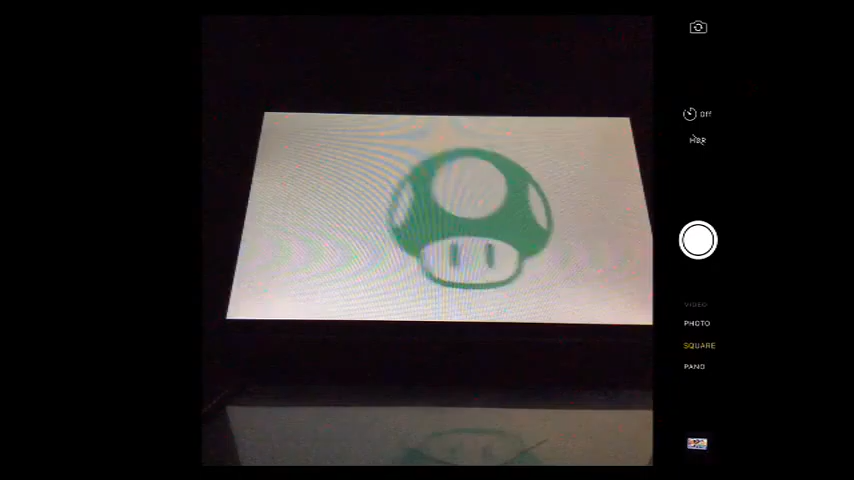 Off
HDR
VIDEO
PHOTO
SQUARE
PANO